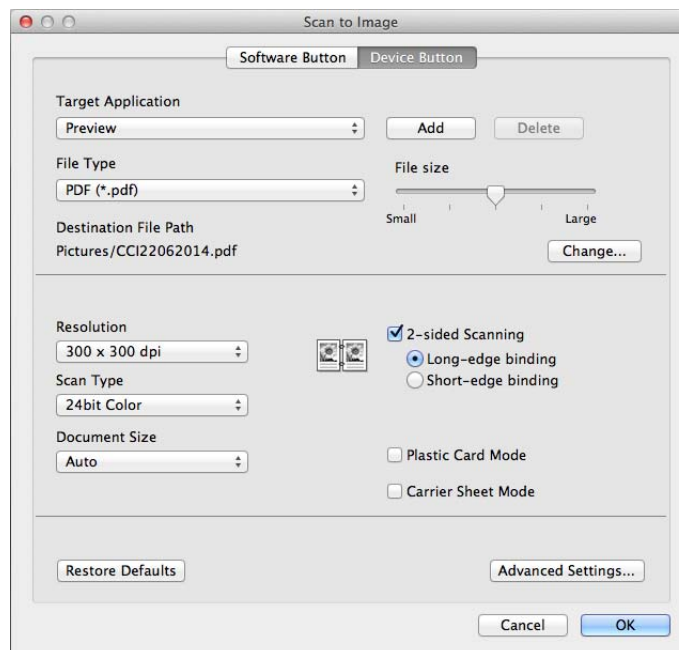 Scan to Image
Software Button Device Button
Target Application
Preview Add Delete
File Type File size
PDF (*.pdf)
Small Large
Destination File Path
Pictures/CCI22062014.pdf Change...
Resolution
300 x 300 dpi
2-sided Scanning
Long-edge binding
Short-edge binding
Scan Type
24bit Color
Document Size
Auto
Plastic Card Mode
Carrier Sheet Mode
Restore Defaults Advanced Settings...
Cancel OK